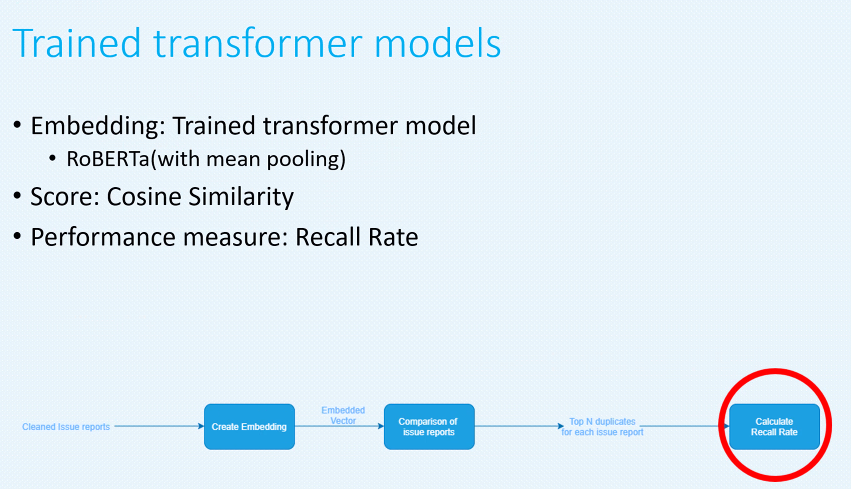 Trained transformer models
• Embedding: Trained transformer model
• RoBERTa(with mean pooling)
• Score: Cosine Similarity
• Performance measure: Recall Rate
Cleaned Issue reports
Create Embedding
Embedded
Vector
Comparison of
issue reports
Top N duplicates
for each issue report
Calculate
Recall Rate